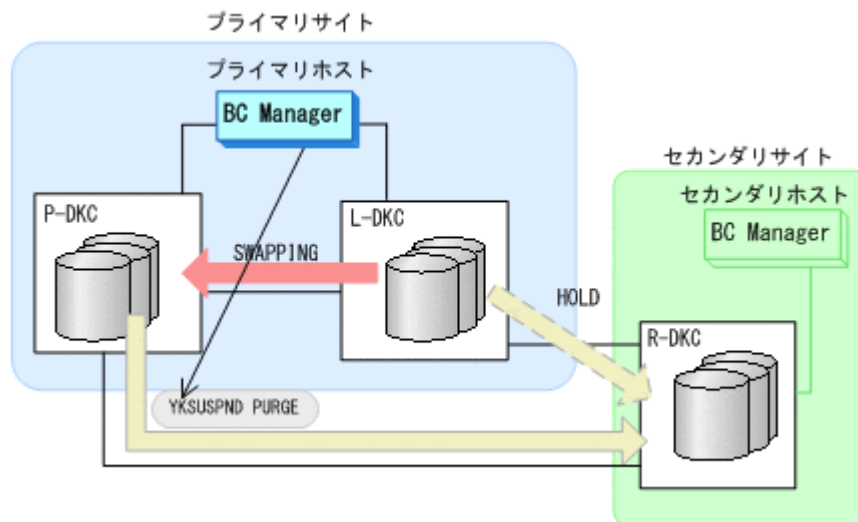 プライマリサイト
プライマリホスト
BC Manager
セカンダリサイト
セカンダリホスト
BC Manager
P-DKC
L-DKC
SWAPPING
HOLD
R-DKC
YKSUSPND PURGE